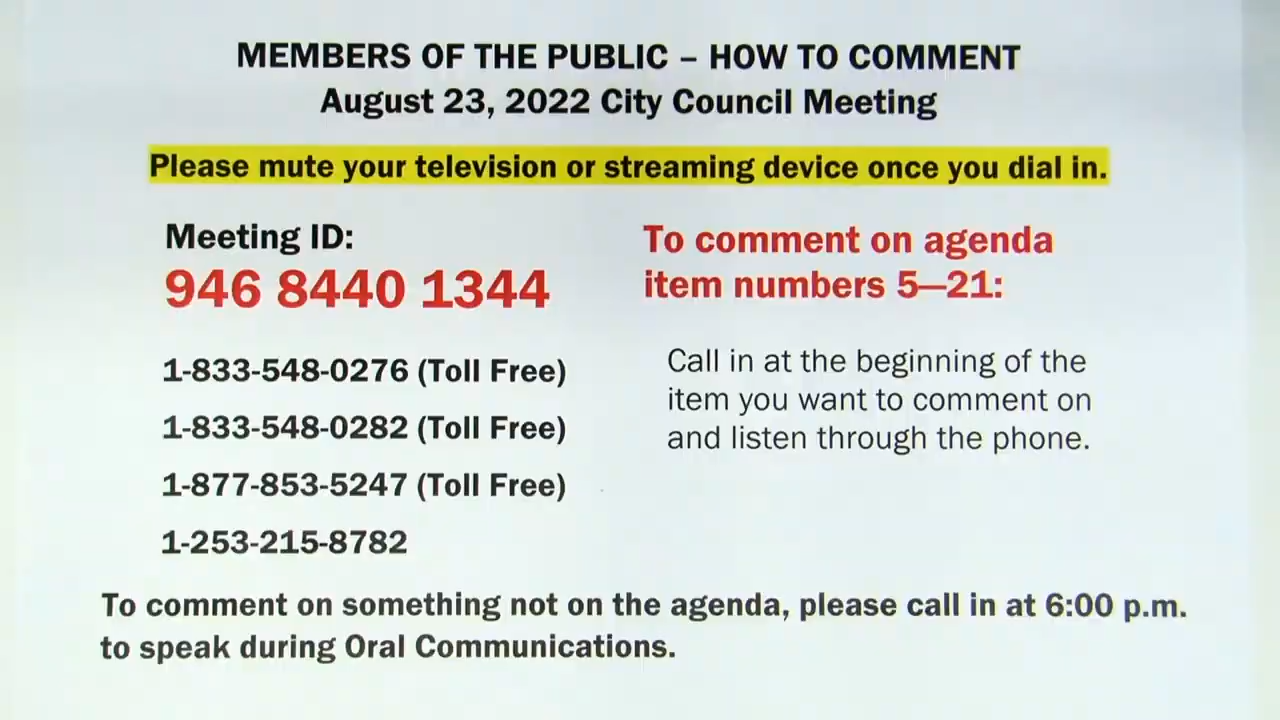 MEMBERS OF THE PUBLIC – HOW TO COMMENT
August 23, 2022 City Council Meeting
Please mute your television or streaming device once you dial in.
Meeting ID:
946 8440 1344
1-833-548-0276 (Toll Free)
1-833-548-0282 (Toll Free)
1-877-853-5247 (Toll Free)
1-253-215-8782
To comment on agenda
item numbers 5—21:
Call in at the beginning of the
item you want to comment on
and listen through the phone.
To comment on something not on the agenda, please call in at 6:00 p.m.
to speak during Oral Communications.